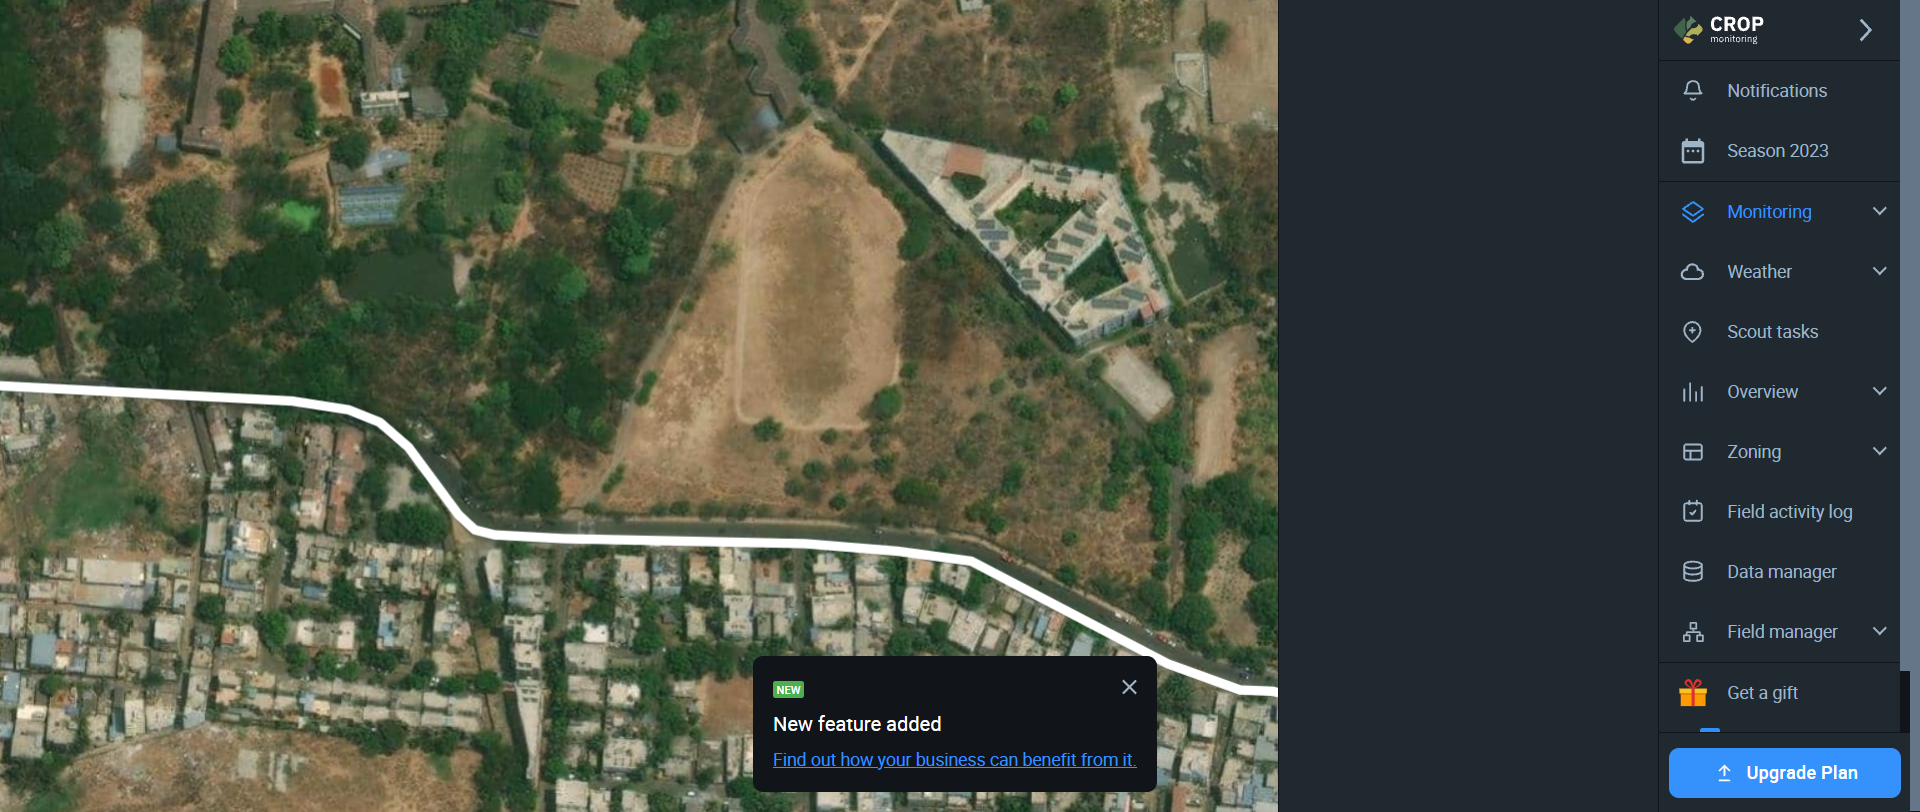 CROP
monitoring
Notifications
Season 2023
Monitoring
Weather
Scout tasks
Overview
Zoning
Field activity log
Data manager
Field manager
Get a gift
Upgrade Plan
NEW
New feature added
Find out how your business can benefit from it.